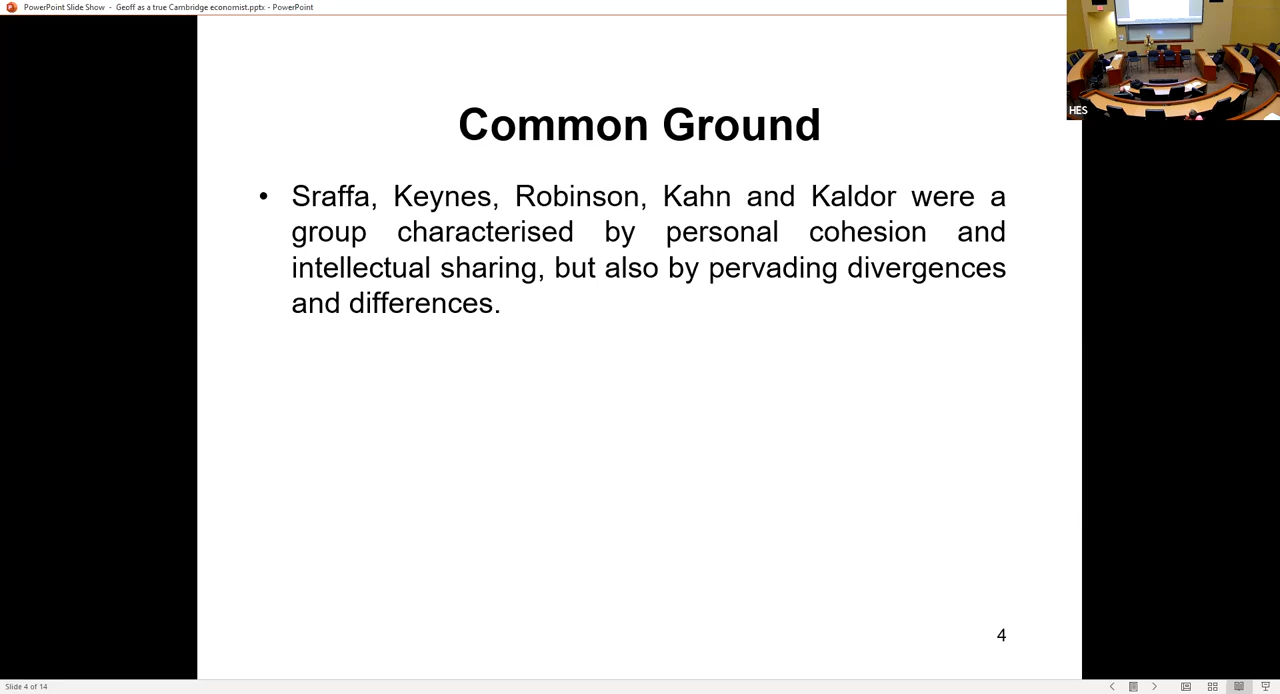 PowerPoint Slide Show - Geoff as a true Cambridge economist.pptx - PowerPoint
HES
Common Ground
• Sraffa, Keynes, Robinson, Kahn and Kaldor were a
group characterised by personal cohesion and
intellectual sharing, but also by pervading divergences
and differences.
4
Slide 4 of 14